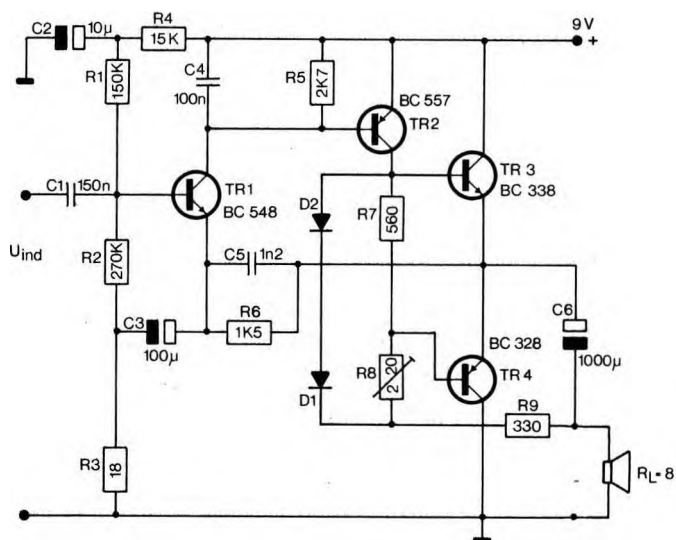 C2
10µ
R4
15K
9V
+
R1
150K
C4
100n
R5
2K7
BC 557
TR2
C1
150n
TR1
BC 548
D2
R7
560
TR 3
BC 338
Uind
R2
270K
C5
1n2
C3
100µ
R6
1K5
C6
1000µ
BC 328
TR 4
R8
D1
R9
330
R3
18
RL=8